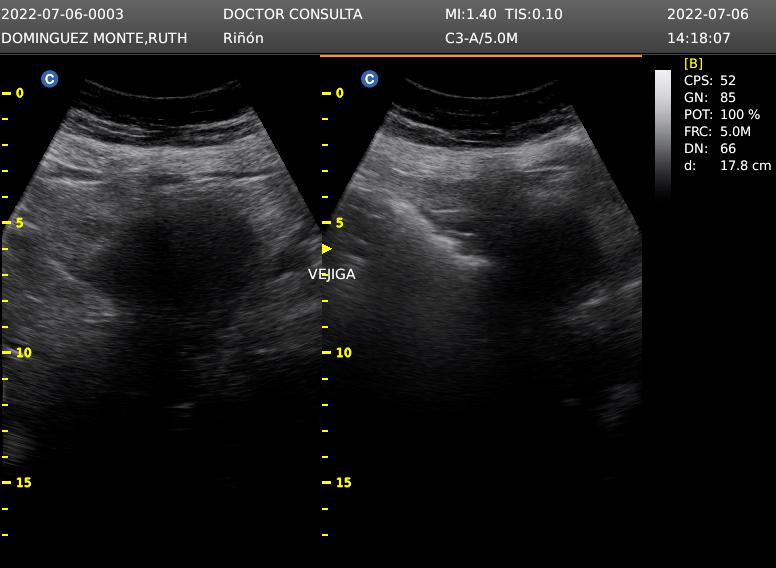 2022-07-06-0003 DOCTOR CONSULTA MI:1.40 TIS:0.10 2022-07-06
DOMINGUEZ MONTE,RUTH Riñón C3-A/5.0M 14:18:07
C C
[B]
CPS: 52
GN: 85
POT: 100 %
FRC: 5.0M
DN: 66
d: 17.8 cm
0 0
5 5
VEJIGA
10 10
15 15